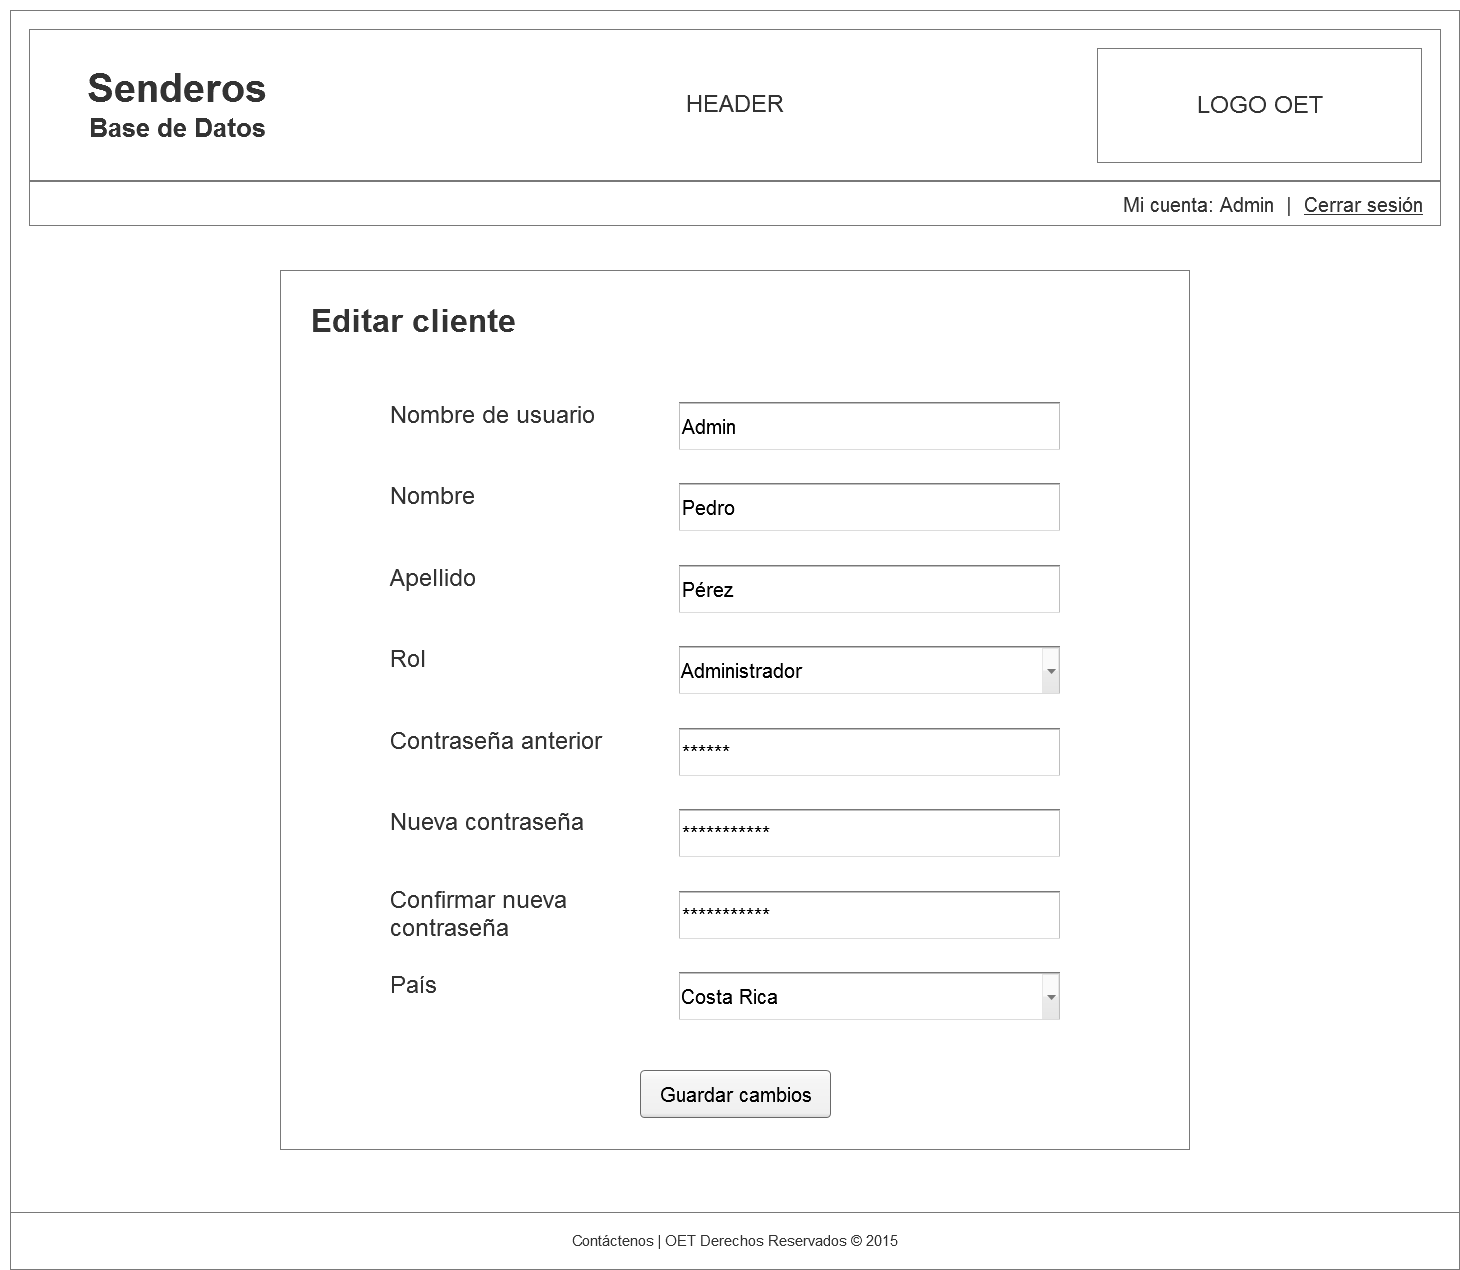 Senderos
Base de Datos
HEADER
LOGO OET
Mi cuenta: Admin | Cerrar sesión
Editar cliente
Nombre de usuario
Admin
Nombre
Pedro
Apellido
Pérez
Rol
Administrador
Contraseña anterior
******
Nueva contraseña
***********
Confirmar nueva
contraseña
***********
País
Costa Rica
Guardar cambios
Contáctenos | OET Derechos Reservados © 2015